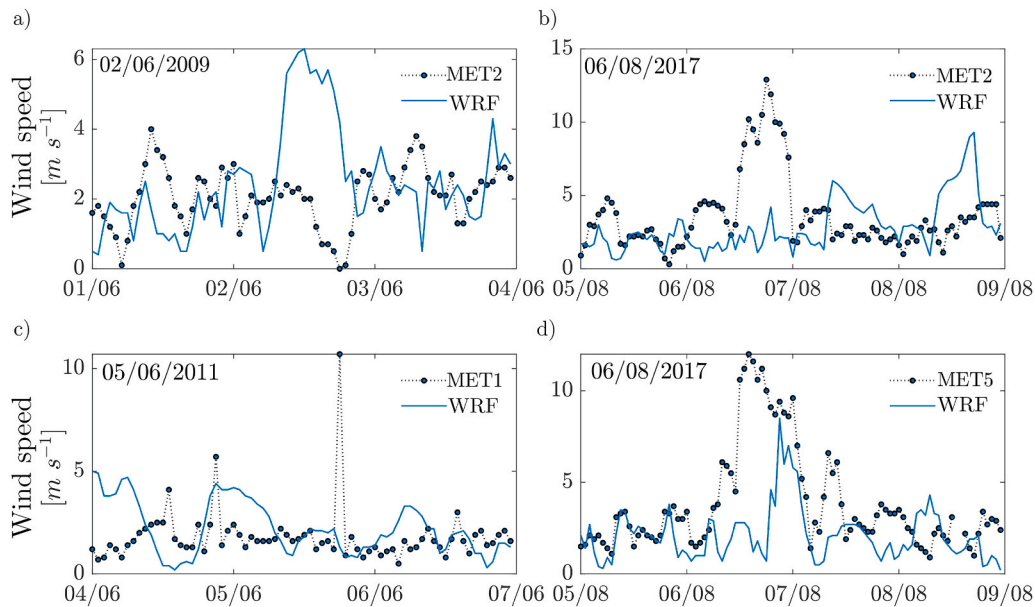 a)
02/06/2009
MET2
WRF
Wind speed
[m s⁻¹]
6
4
2
0
01/06
02/06
03/06
04/06
b)
06/08/2017
MET2
WRF
15
10
5
0
05/08
06/08
07/08
08/08
09/08
c)
05/06/2011
MET1
WRF
Wind speed
[m s⁻¹]
10
5
0
04/06
05/06
06/06
07/06
d)
06/08/2017
MET5
WRF
10
5
0
05/08
06/08
07/08
08/08
09/08